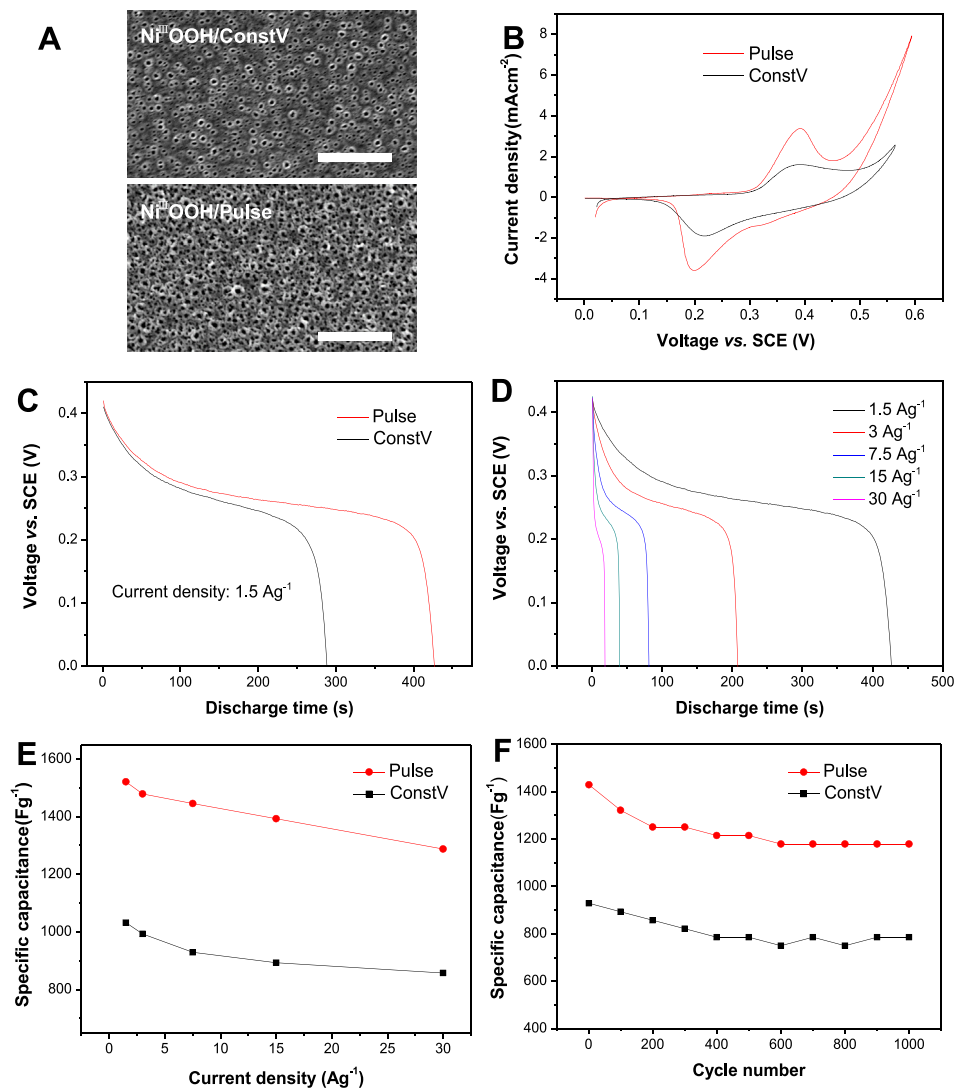 A
Ni^III OOH/ConstV
Ni^III OOH/Pulse
B
Pulse
ConstV
Current density(mAcm⁻²)
8
6
4
2
0
-2
-4
0.0 0.1 0.2 0.3 0.4 0.5 0.6
Voltage vs. SCE (V)
C
Pulse
ConstV
Voltage vs. SCE (V)
0.4
0.3
0.2
0.1
0.0
Current density: 1.5 Ag⁻¹
0 100 200 300 400
Discharge time (s)
D
1.5 Ag⁻¹
3 Ag⁻¹
7.5 Ag⁻¹
15 Ag⁻¹
30 Ag⁻¹
Voltage vs. SCE (V)
0.4
0.3
0.2
0.1
0.0
0 100 200 300 400 500
Discharge time (s)
E
Pulse
ConstV
Specific capacitance(Fg⁻¹)
1600
1400
1200
1000
800
0 5 10 15 20 25 30
Current density (Ag⁻¹)
F
Pulse
ConstV
Specific capacitance(Fg⁻¹)
1600
1400
1200
1000
800
600
400
0 200 400 600 800 1000
Cycle number